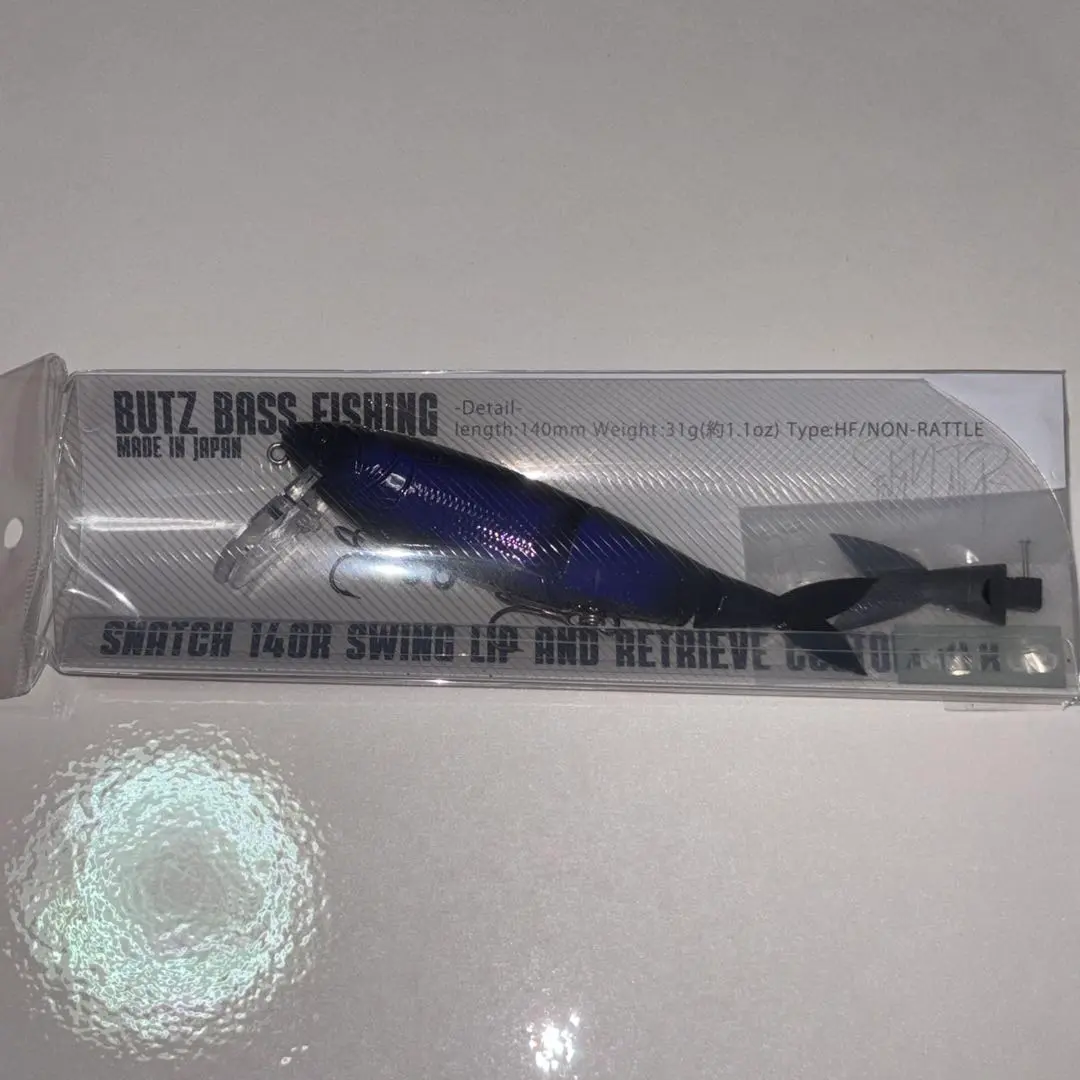 BUTZ BASS FISHING
MADE IN JAPAN
-Detail-
length:140mm Weight:31g(約1.1oz) Type:HF/NON-RATTLE
SNATCH 140R SWING LIP AND RETRIEVE